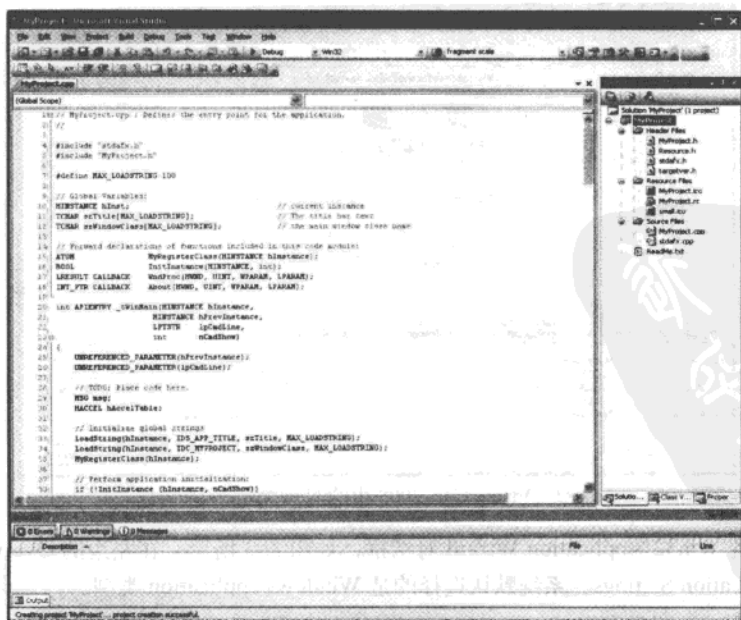 MyProject - Microsoft Visual Studio
File Edit View Project Build Debug Tools Test Window Help
Debug Win32 fragment scale
MyProject.cpp
(Global Scope)
// MyProject.cpp : Defines the entry point for the application.
//
#include "stdafx.h"
#include "MyProject.h"
#define MAX_LOADSTRING 100
// Global Variables:
HINSTANCE hInst; // current instance
TCHAR szTitle[MAX_LOADSTRING]; // The title bar text
TCHAR szWindowClass[MAX_LOADSTRING]; // the main window class name
// Forward declarations of functions included in this code module:
ATOM MyRegisterClass(HINSTANCE hInstance);
BOOL InitInstance(HINSTANCE, int);
LRESULT CALLBACK WndProc(HWND, UINT, WPARAM, LPARAM);
INT_PTR CALLBACK About(HWND, UINT, WPARAM, LPARAM);
int APIENTRY _tWinMain(HINSTANCE hInstance,
HINSTANCE hPrevInstance,
LPTSTR lpCmdLine,
int nCmdShow)
{
UNREFERENCED_PARAMETER(hPrevInstance);
UNREFERENCED_PARAMETER(lpCmdLine);
// TODO: Place code here.
MSG msg;
HACCEL hAccelTable;
// Initialize global strings
LoadString(hInstance, IDS_APP_TITLE, szTitle, MAX_LOADSTRING);
LoadString(hInstance, IDC_MYPROJECT, szWindowClass, MAX_LOADSTRING);
MyRegisterClass(hInstance);
// Perform application initialization:
if (!InitInstance (hInstance, nCmdShow))
Solution 'MyProject' (1 project)
MyProject
Header Files
MyProject.h
Resource.h
stdafx.h
targetver.h
Resource Files
MyProject.ico
MyProject.rc
small.ico
Source Files
MyProject.cpp
stdafx.cpp
ReadMe.txt
Solutio... Class V... Proper...
0 Errors 0 Warnings 0 Messages
Description File Line
Output
Creating project 'MyProject'... project creation successful.